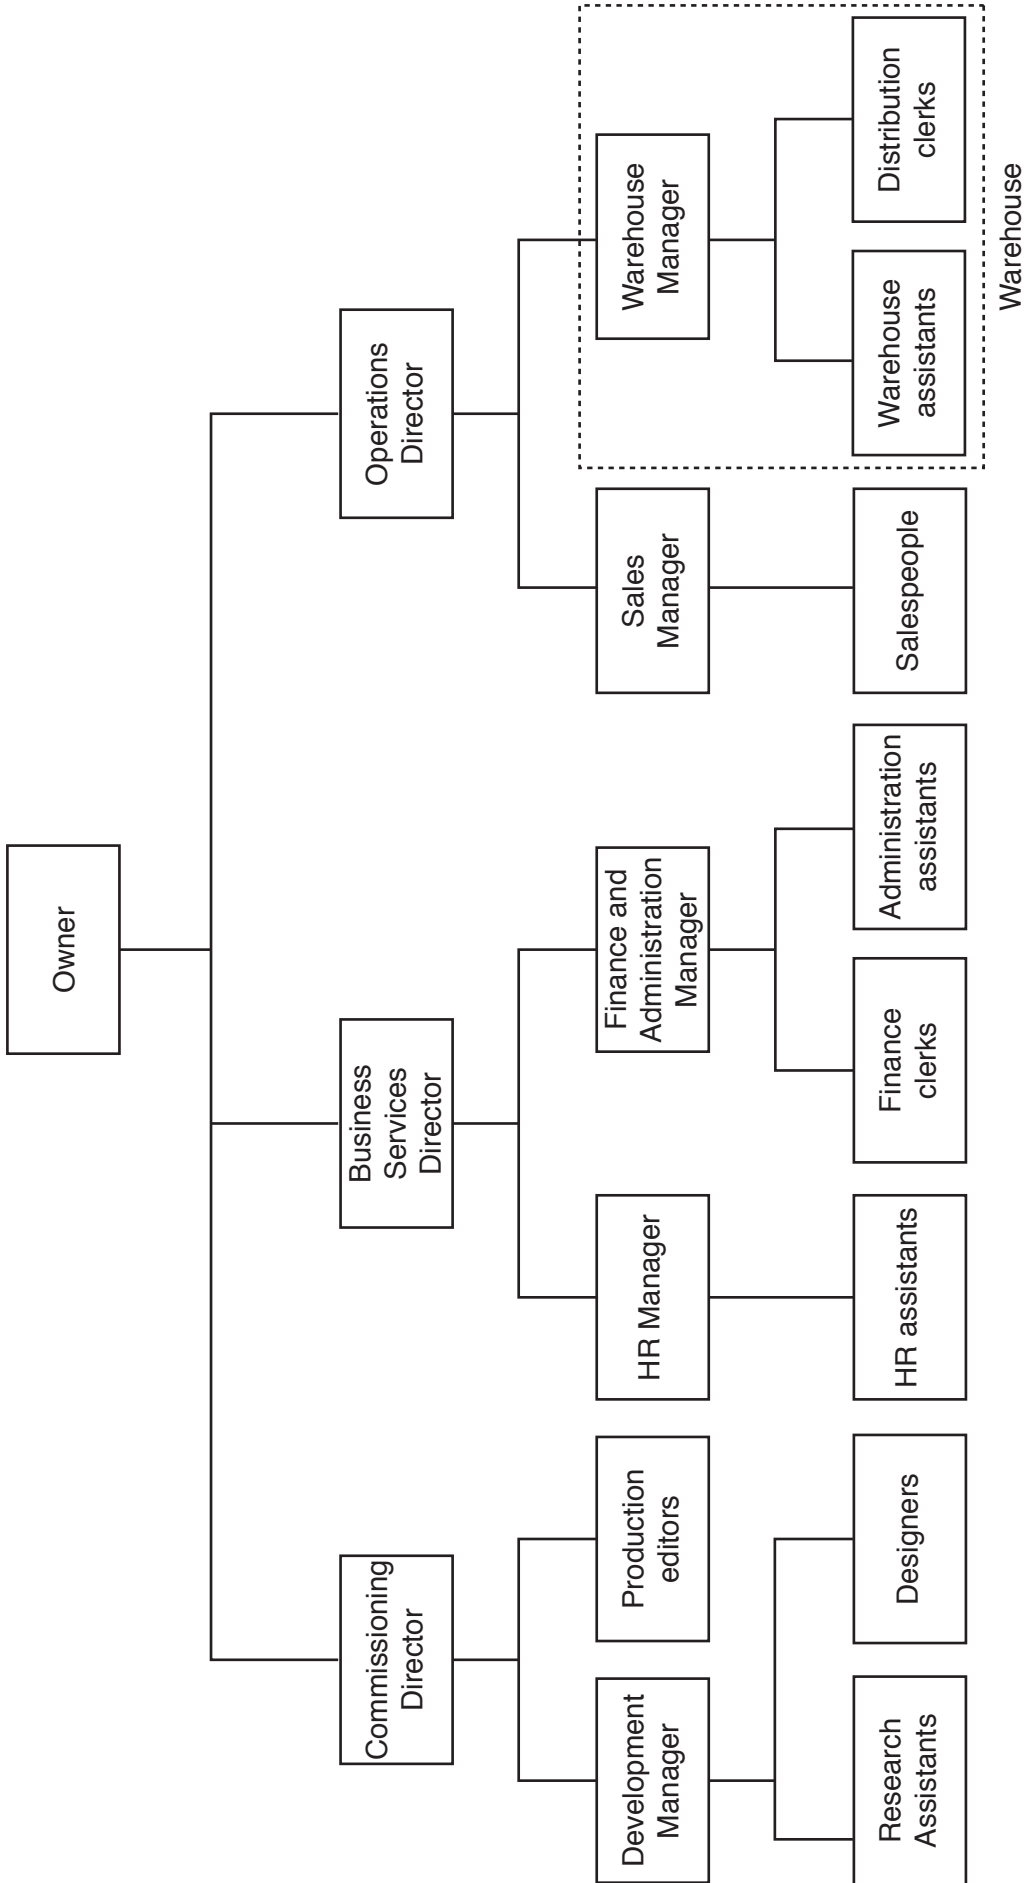 Owner
Commissioning
Director
Business
Services
Director
Operations
Director
Development
Manager
Production
editors
HR Manager
Finance and
Administration
Manager
Sales
Manager
Warehouse
Manager
Research
Assistants
Designers
HR assistants
Finance
clerks
Administration
assistants
Salespeople
Warehouse
assistants
Distribution
clerks
Warehouse